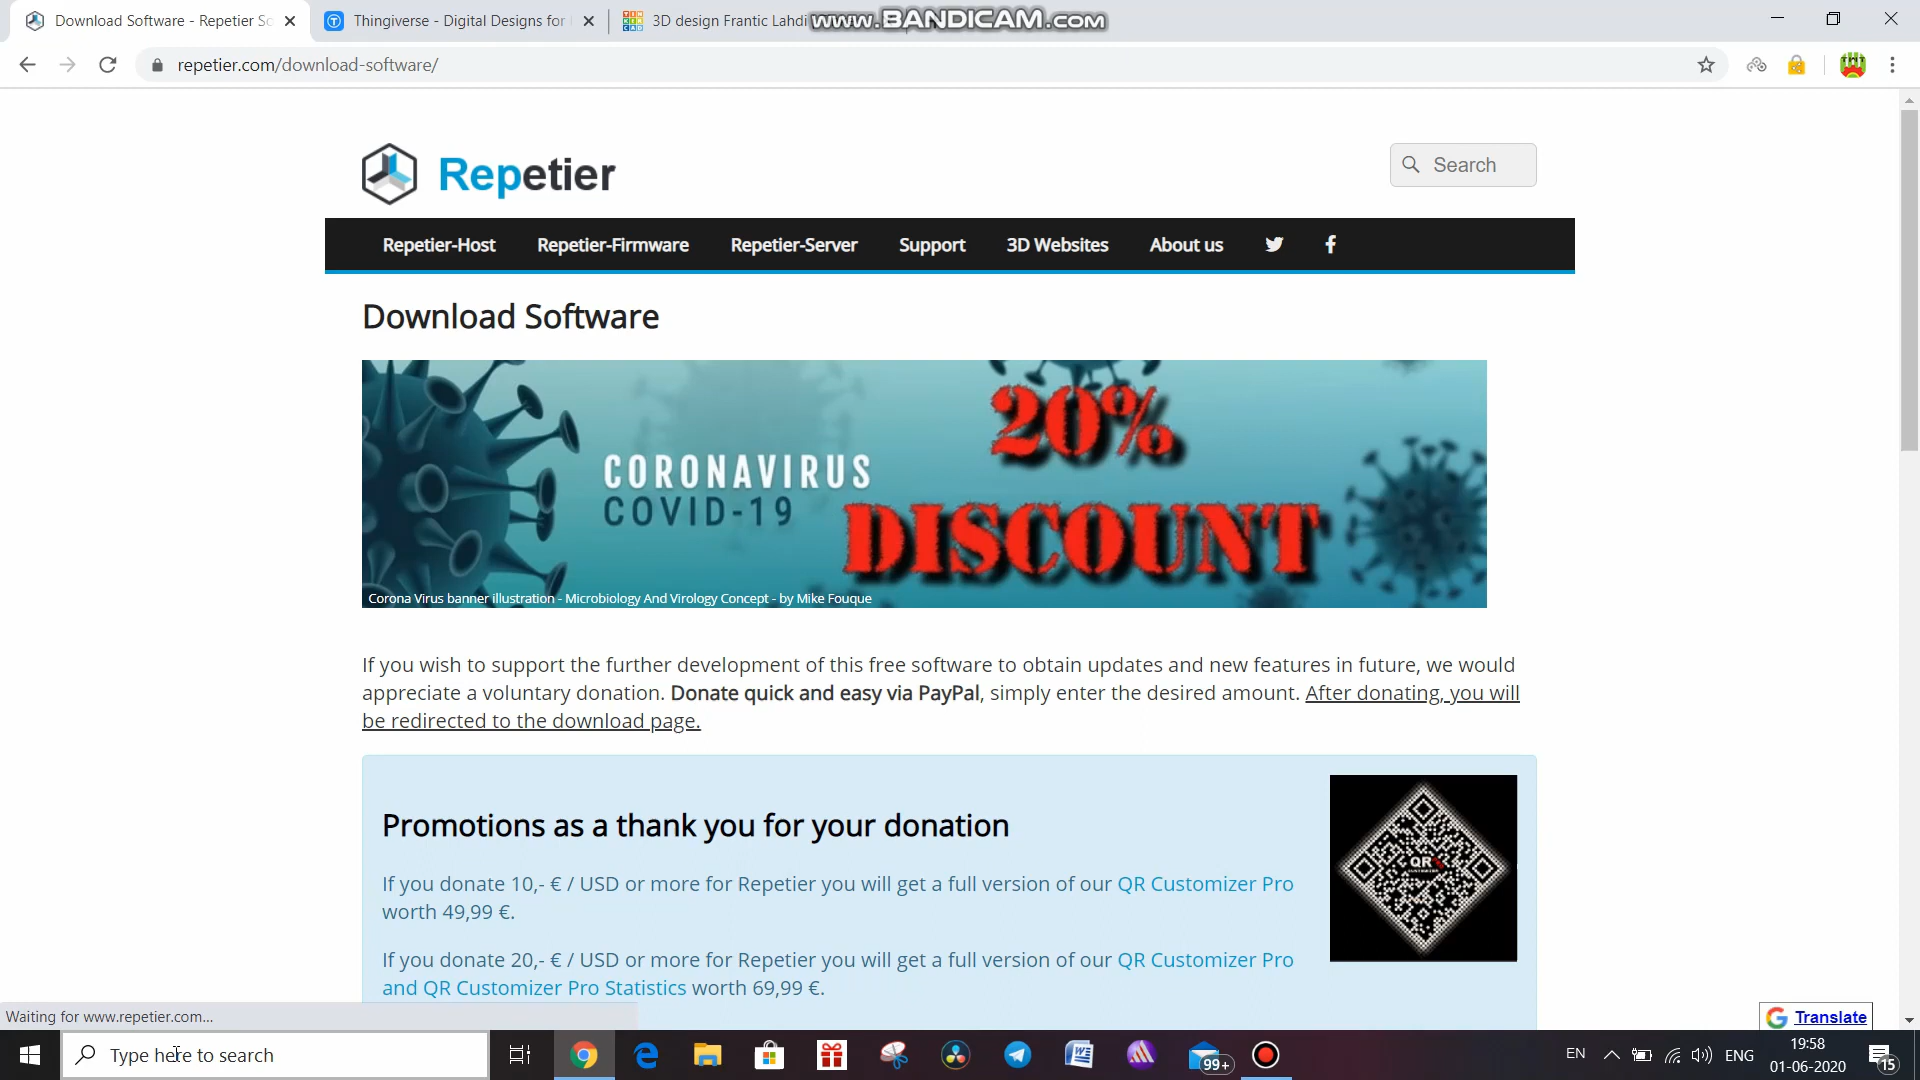 Download Software - Repetier So
Thingiverse - Digital Designs for
3D design Frantic Lahdi
www.BANDICAM.com
repetier.com/download-software/
Repetier
Search
Repetier-Host
Repetier-Firmware
Repetier-Server
Support
3D Websites
About us
Download Software
20%
CORONAVIRUS
COVID-19
DISCOUNT
Corona Virus banner illustration - Microbiology And Virology Concept - by Mike Fouque
If you wish to support the further development of this free software to obtain updates and new features in future, we would
appreciate a voluntary donation. Donate quick and easy via PayPal, simply enter the desired amount. After donating, you will
be redirected to the download page.
Promotions as a thank you for your donation
If you donate 10,- € / USD or more for Repetier you will get a full version of our QR Customizer Pro
worth 49,99 €.
If you donate 20,- € / USD or more for Repetier you will get a full version of our QR Customizer Pro
and QR Customizer Pro Statistics worth 69,99 €.
QR
Waiting for www.repetier.com...
Translate
Type here to search
99+
EN
ENG
19:58
01-06-2020
15